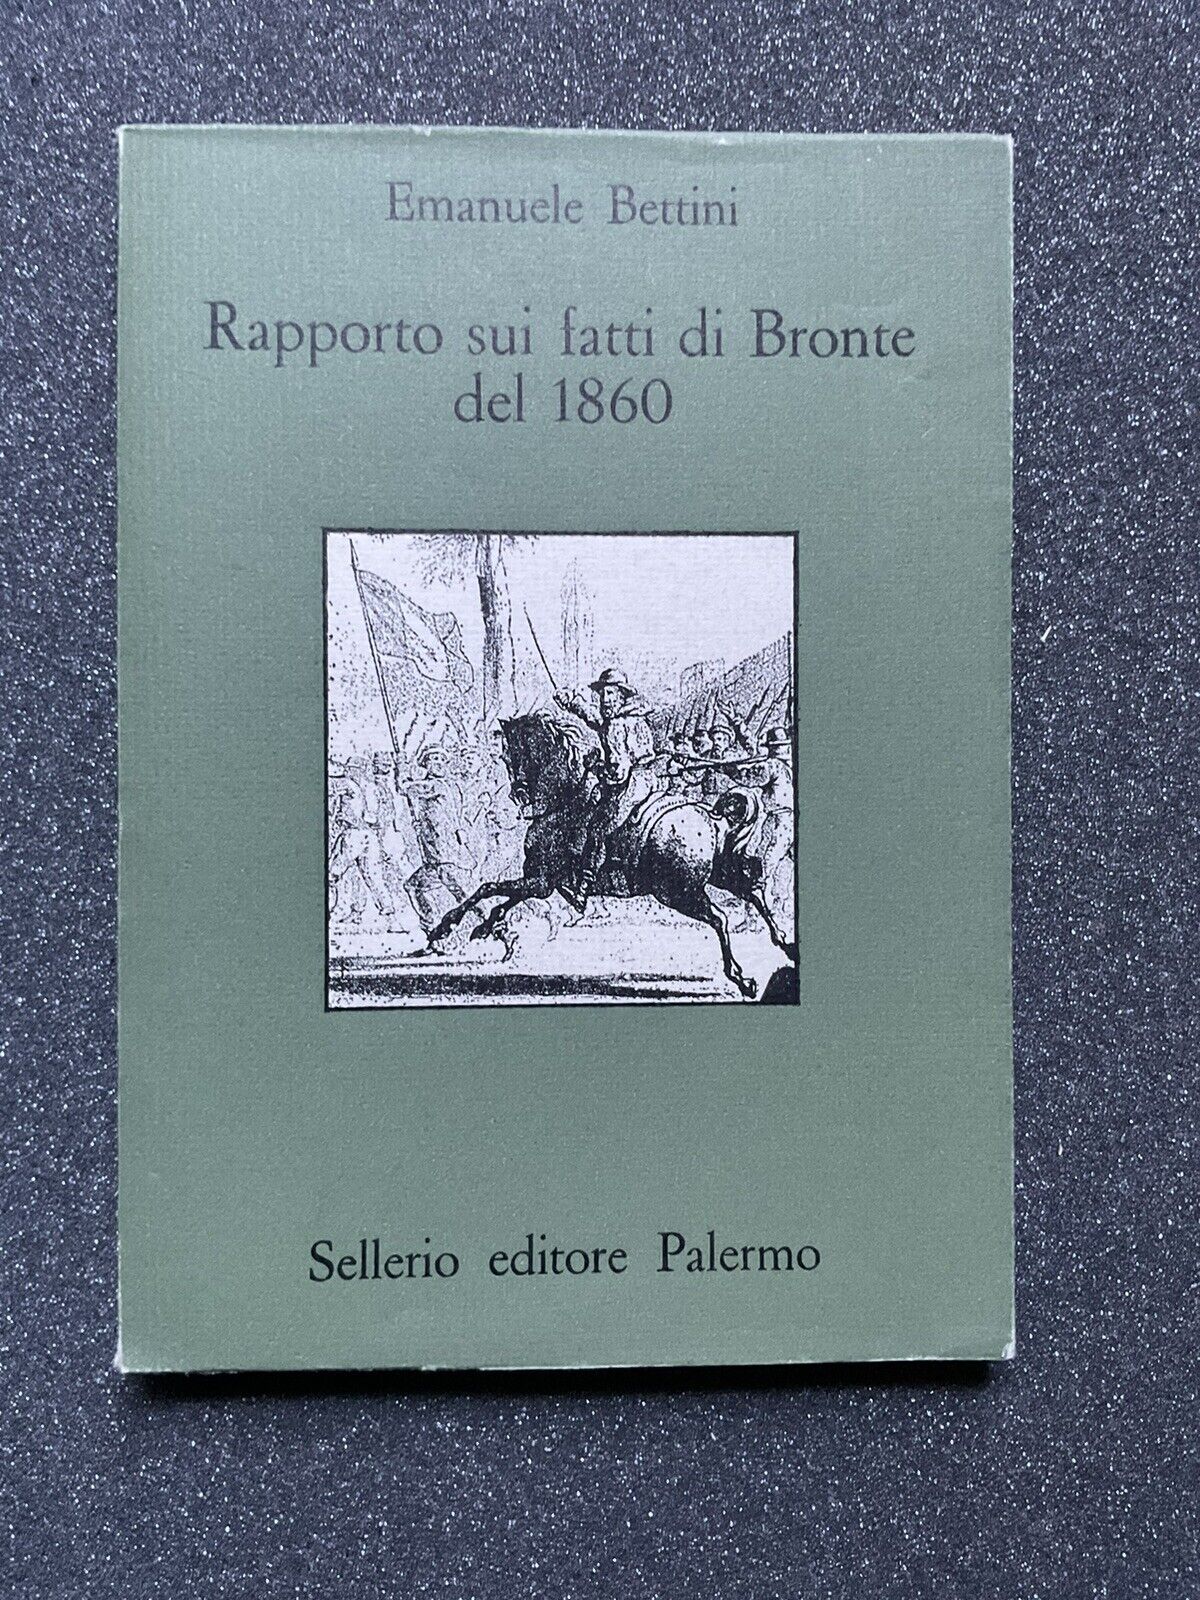 Emanuele Bettini
Rapporto sui fatti di Bronte
del 1860
Sellerio editore Palermo